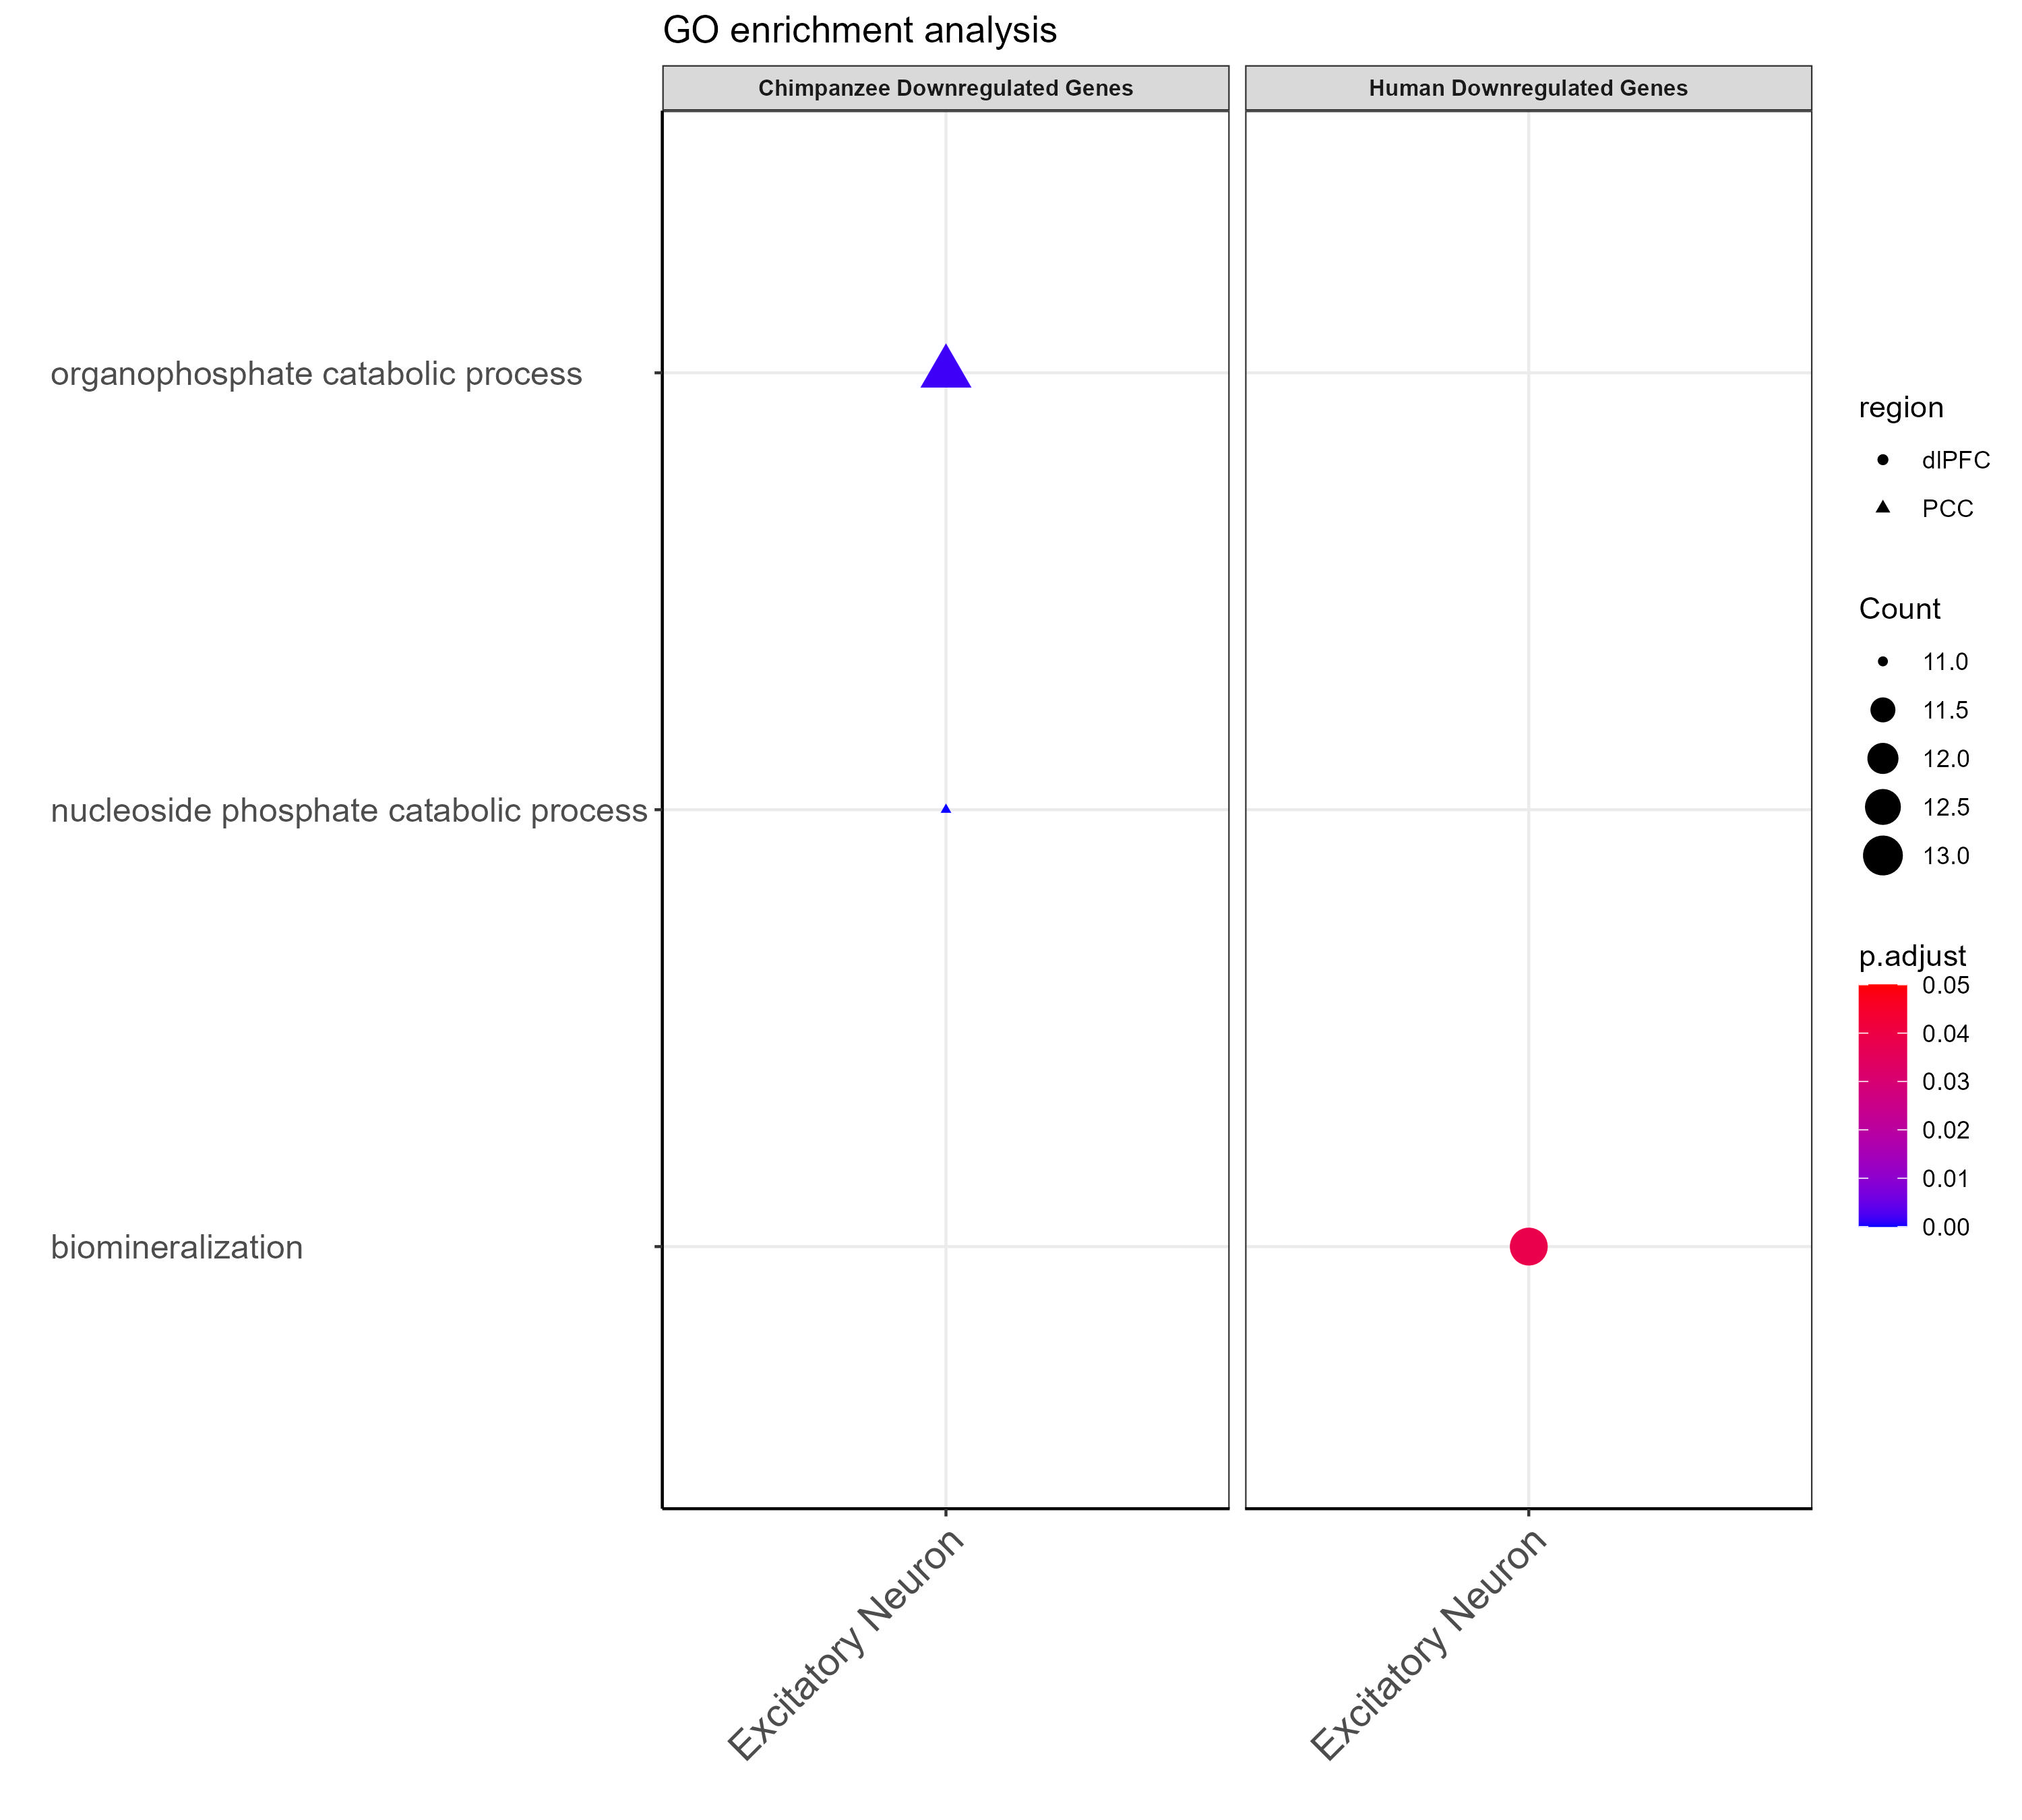 GO enrichment analysis
Chimpanzee Downregulated Genes
Human Downregulated Genes
organophosphate catabolic process
nucleoside phosphate catabolic process
biomineralization
Excitatory Neuron
Excitatory Neuron
region
dlPFC
PCC
Count
11.0
11.5
12.0
12.5
13.0
p.adjust
0.05
0.04
0.03
0.02
0.01
0.00